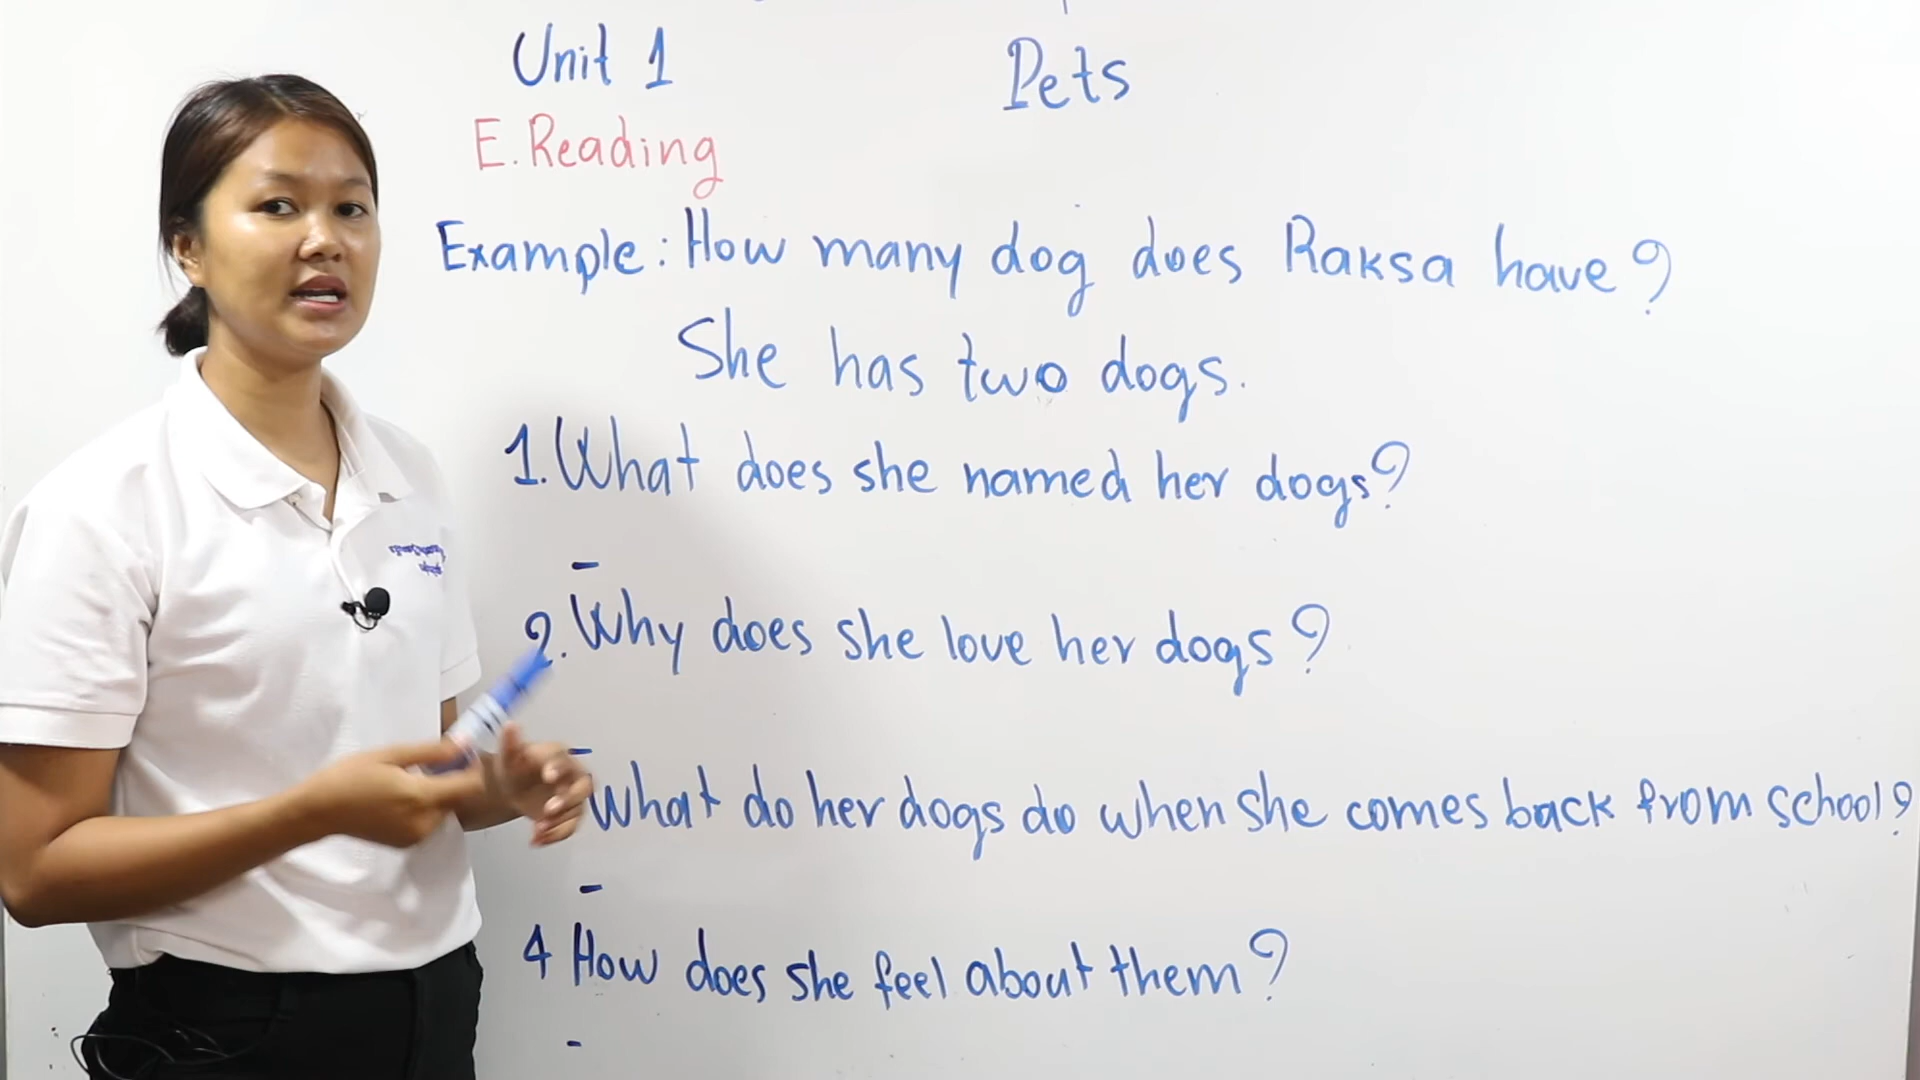 Unit 1
Pets
E. Reading
Example: How many dog does Raksa have?
She has two dogs.
1. What does she named her dogs?
-
2. Why does she love her dogs?
-
What do her dogs do when she comes back from school?
-
4 How does she feel about them?
-